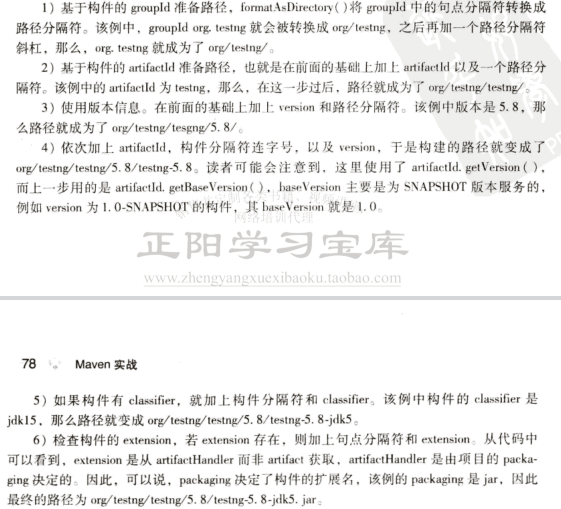 1）基于构件的 groupId 准备路径，formatAsDirectory()将 groupId 中的句点分隔符转换成
路径分隔符。该例中，groupId org. testng 就会被转换成 org/testng，之后再加一个路径分隔符
斜杠，那么，org. testng 就成为了 org/testng/。
2）基于构件的 artifactId 准备路径，也就是在前面的基础上加上 artifactId 以及一个路径分
隔符。该例中的 artifactId 为 testng，那么，在这一步过后，路径就成为了 org/testng/testng/。
3）使用版本信息。在前面的基础上加上 version 和路径分隔符。该例中版本是 5. 8，那
么路径就成为了 org/testng/tesgng/5. 8/。
4）依次加上 artifactId，构件分隔符连字号，以及 version，于是构建的路径就变成了
org/testng/testng/5. 8/testng-5. 8。读者可能会注意到，这里使用了 artifactId. getVersion()，
而上一步用的是 artifactId. getBaseVersion()，baseVersion 主要是为 SNAPSHOT 版本服务的，
例如 version 为 1. 0-SNAPSHOT 的构件，其 baseVersion 就是 1. 0。
网络培训代理
正阳学习宝库
www.zhengyangxuexibaoku.taobao.com
78 Maven 实战
5）如果构件有 classifier，就加上构件分隔符和 classifier。该例中构件的 classifier 是
jdk15，那么路径就变成 org/testng/testng/5. 8/testng-5. 8-jdk5。
6）检查构件的 extension，若 extension 存在，则加上句点分隔符和 extension。从代码中
可以看到，extension 是从 artifactHandler 而非 artifact 获取，artifactHandler 是由项目的 packa-
ging 决定的。因此，可以说，packaging 决定了构件的扩展名，该例的 packaging 是 jar，因此
最终的路径为 org/testng/testng/5. 8/testng-5. 8-jdk5. jar。